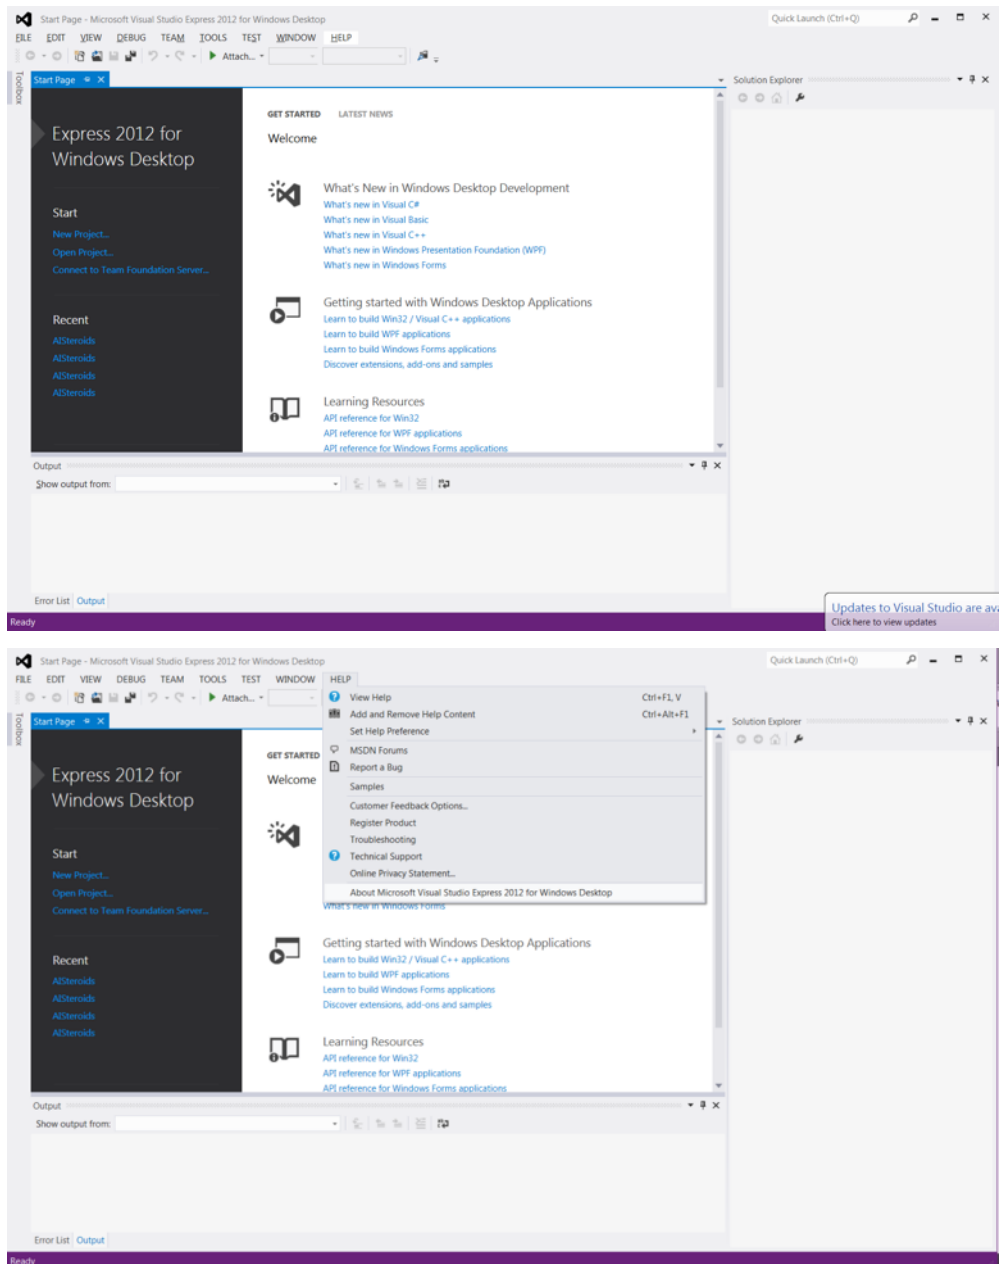 Start Page - Microsoft Visual Studio Express 2012 for Windows Desktop
Quick Launch (Ctrl+Q)
FILE EDIT VIEW DEBUG TEAM TOOLS TEST WINDOW HELP
Attach...
Toolbox
Start Page
Solution Explorer
GET STARTED LATEST NEWS
Express 2012 for
Windows Desktop
Welcome
What's New in Windows Desktop Development
What's new in Visual C#
What's new in Visual Basic
What's new in Visual C++
What's new in Windows Presentation Foundation (WPF)
What's new in Windows Forms
Start
New Project...
Open Project...
Connect to Team Foundation Server...
Getting started with Windows Desktop Applications
Learn to build Win32 / Visual C++ applications
Learn to build WPF applications
Learn to build Windows Forms applications
Discover extensions, add-ons and samples
Recent
AISteroids
AISteroids
AISteroids
AISteroids
Learning Resources
API reference for Win32
API reference for WPF applications
API reference for Windows Forms applications
Output
Show output from:
Error List Output
Updates to Visual Studio are ava
Click here to view updates
Ready
Start Page - Microsoft Visual Studio Express 2012 for Windows Desktop
Quick Launch (Ctrl+Q)
FILE EDIT VIEW DEBUG TEAM TOOLS TEST WINDOW HELP
Attach...
View Help Ctrl+F1, V
Add and Remove Help Content Ctrl+Alt+F1
Set Help Preference
MSDN Forums
Report a Bug
Samples
Customer Feedback Options...
Register Product
Troubleshooting
Technical Support
Online Privacy Statement...
About Microsoft Visual Studio Express 2012 for Windows Desktop
Toolbox
Start Page
Solution Explorer
GET STARTED
Express 2012 for
Windows Desktop
Welcome
What's new in Windows Forms
Start
New Project...
Open Project...
Connect to Team Foundation Server...
Getting started with Windows Desktop Applications
Learn to build Win32 / Visual C++ applications
Learn to build WPF applications
Learn to build Windows Forms applications
Discover extensions, add-ons and samples
Recent
AISteroids
AISteroids
AISteroids
AISteroids
Learning Resources
API reference for Win32
API reference for WPF applications
API reference for Windows Forms applications
Output
Show output from:
Error List Output
Ready